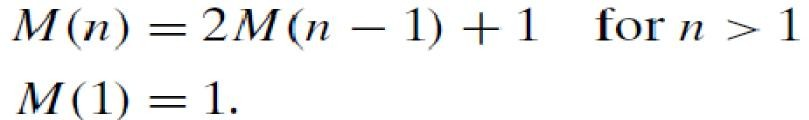 M(n) = 2M(n − 1) + 1 for n > 1
M(1) = 1.